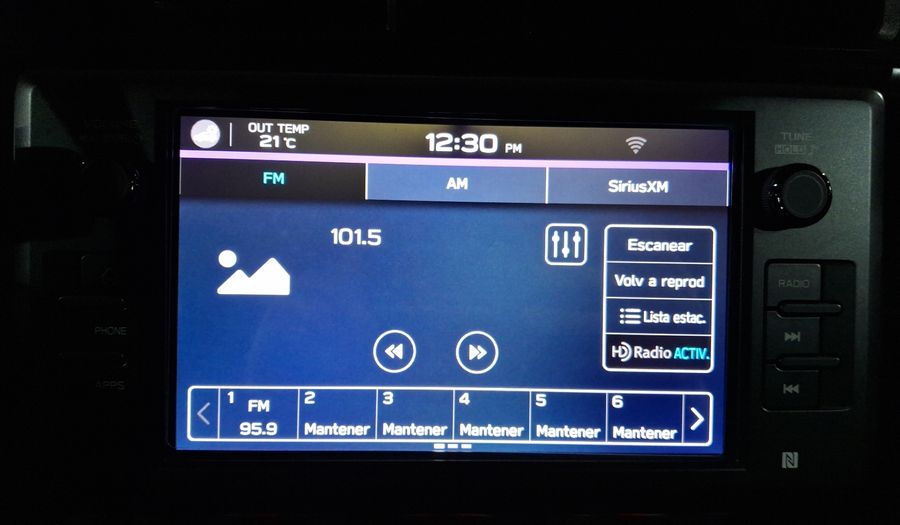 OUT TEMP
21°C
12:30 PM
FM
AM
SiriusXM
101.5
Escanear
Volv a reprod
Lista estac.
HD Radio ACTIV.
1 FM 95.9
2 Mantener
3 Mantener
4 Mantener
5 Mantener
6 Mantener
TUNE
HOLD
RADIO
PHONE
APPS